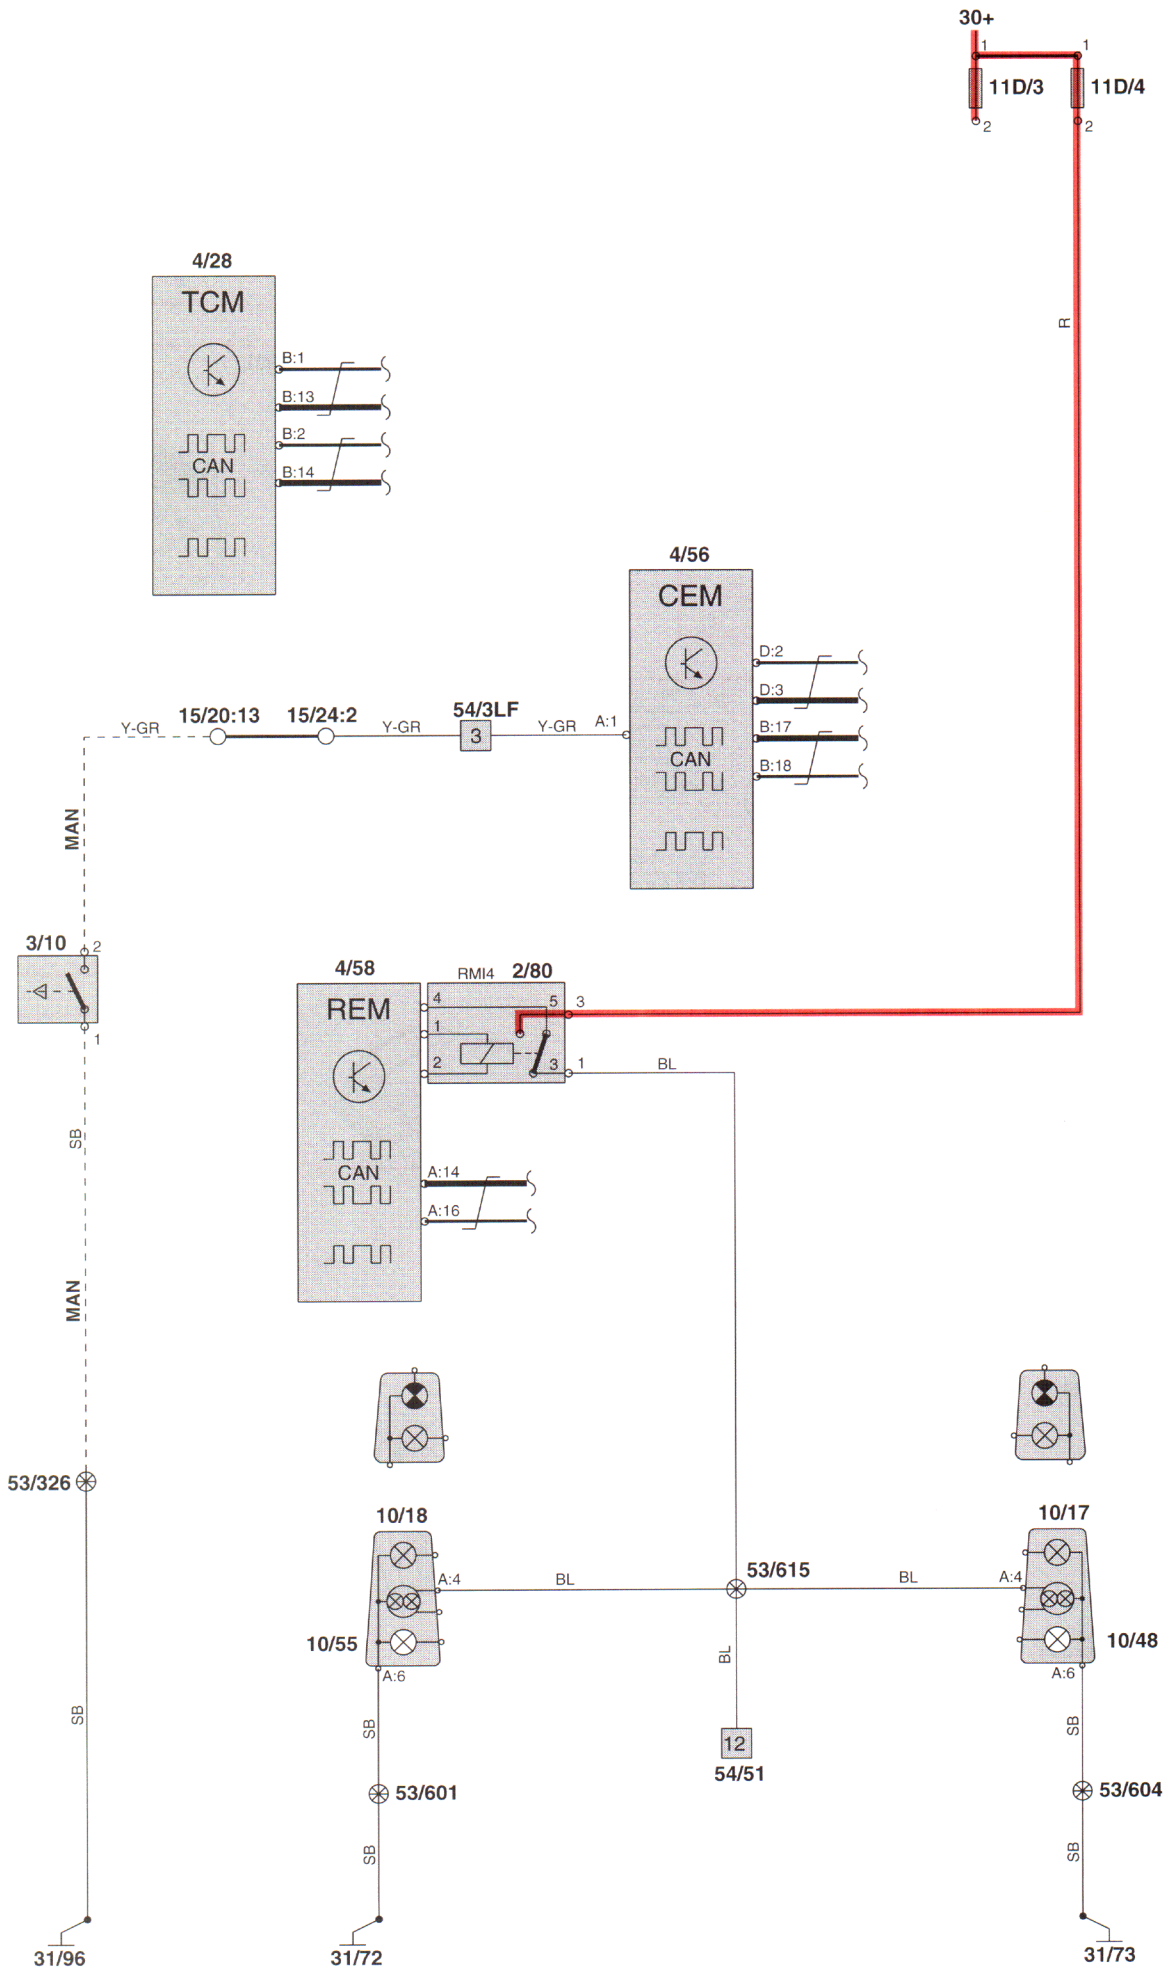 30+
1
1
11D/3
11D/4
2
2
R
4/28
TCM
B:1
B:13
B:2
B:14
CAN
4/56
CEM
D:2
D:3
B:17
B:18
CAN
Y-GR
15/20:13
15/24:2
Y-GR
54/3LF
3
Y-GR
A:1
MAN
3/10
2
1
SB
MAN
4/58
REM
RMI4
2/80
4
5
3
1
2
3
1
BL
CAN
A:14
A:16
53/326
10/18
A:4
BL
53/615
BL
A:4
10/17
10/55
A:6
BL
10/48
A:6
SB
SB
SB
12
54/51
53/601
53/604
SB
SB
31/96
31/72
31/73